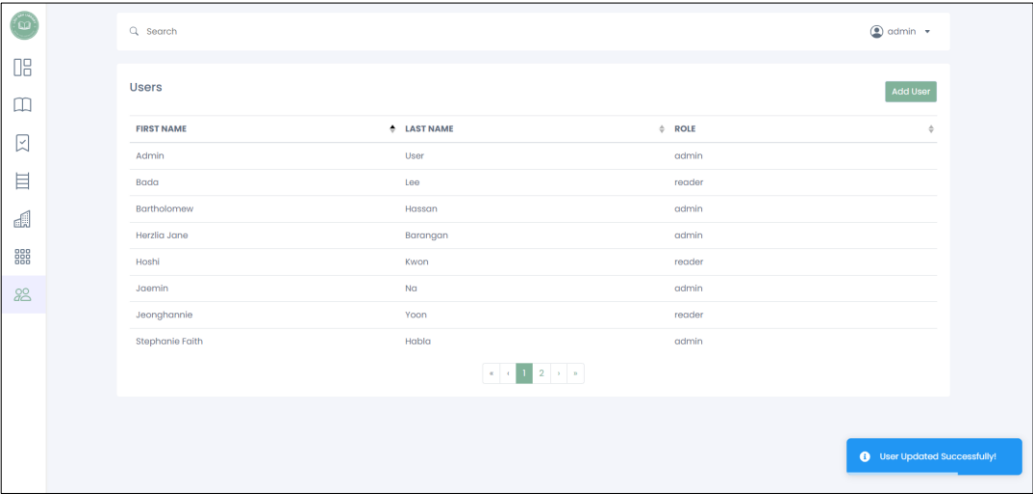 Search
admin
Users
Add User
FIRST NAME LAST NAME ROLE
Admin User admin
Bada Lee reader
Bartholomew Hassan admin
Herzlia Jane Barangan admin
Hoshi Kwon reader
Jaemin Na admin
Jeonghannie Yoon reader
Stephanie Faith Habla admin
« ‹ 1 2 › »
User Updated Successfully!